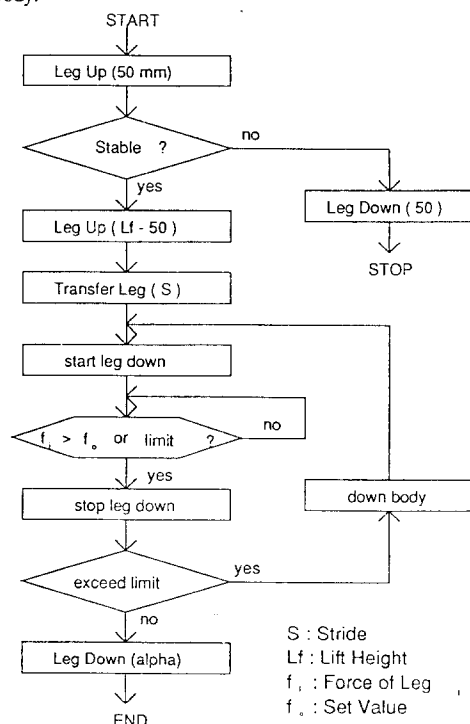 START
Leg Up (50 mm)
Stable ?
no
yes
Leg Up ( Lf - 50 )
Leg Down ( 50 )
STOP
Transfer Leg ( S )
start leg down
f i > f o or limit ?
no
yes
stop leg down
down body
exceed limit
yes
no
Leg Down (alpha)
END
S : Stride
Lf : Lift Height
f i : Force of Leg
f o : Set Value